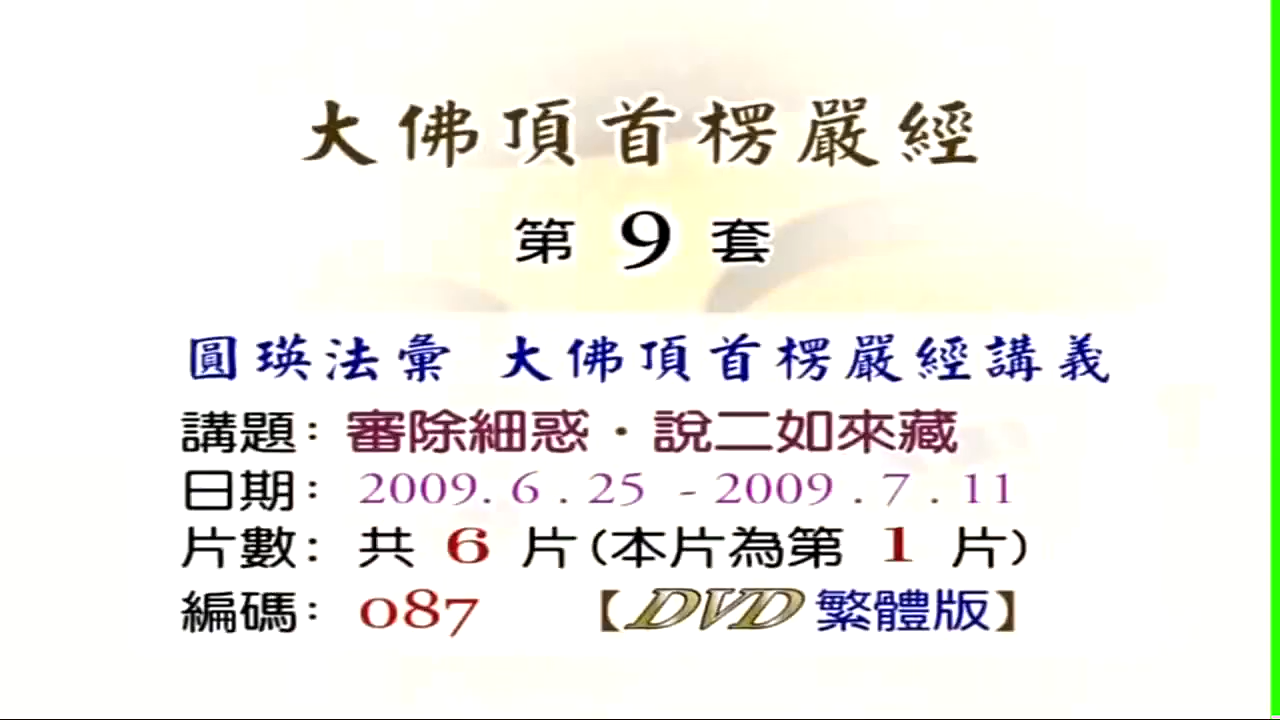 大佛頂首楞嚴經
第 9 套
圓瑛法彙 大佛頂首楞嚴經講義
講題: 審除細惑·說二如來藏
日期: 2009. 6 . 25 - 2009 . 7 . 11
片數: 共 6 片(本片為第 1 片)
編碼: 087 【DVD繁體版】